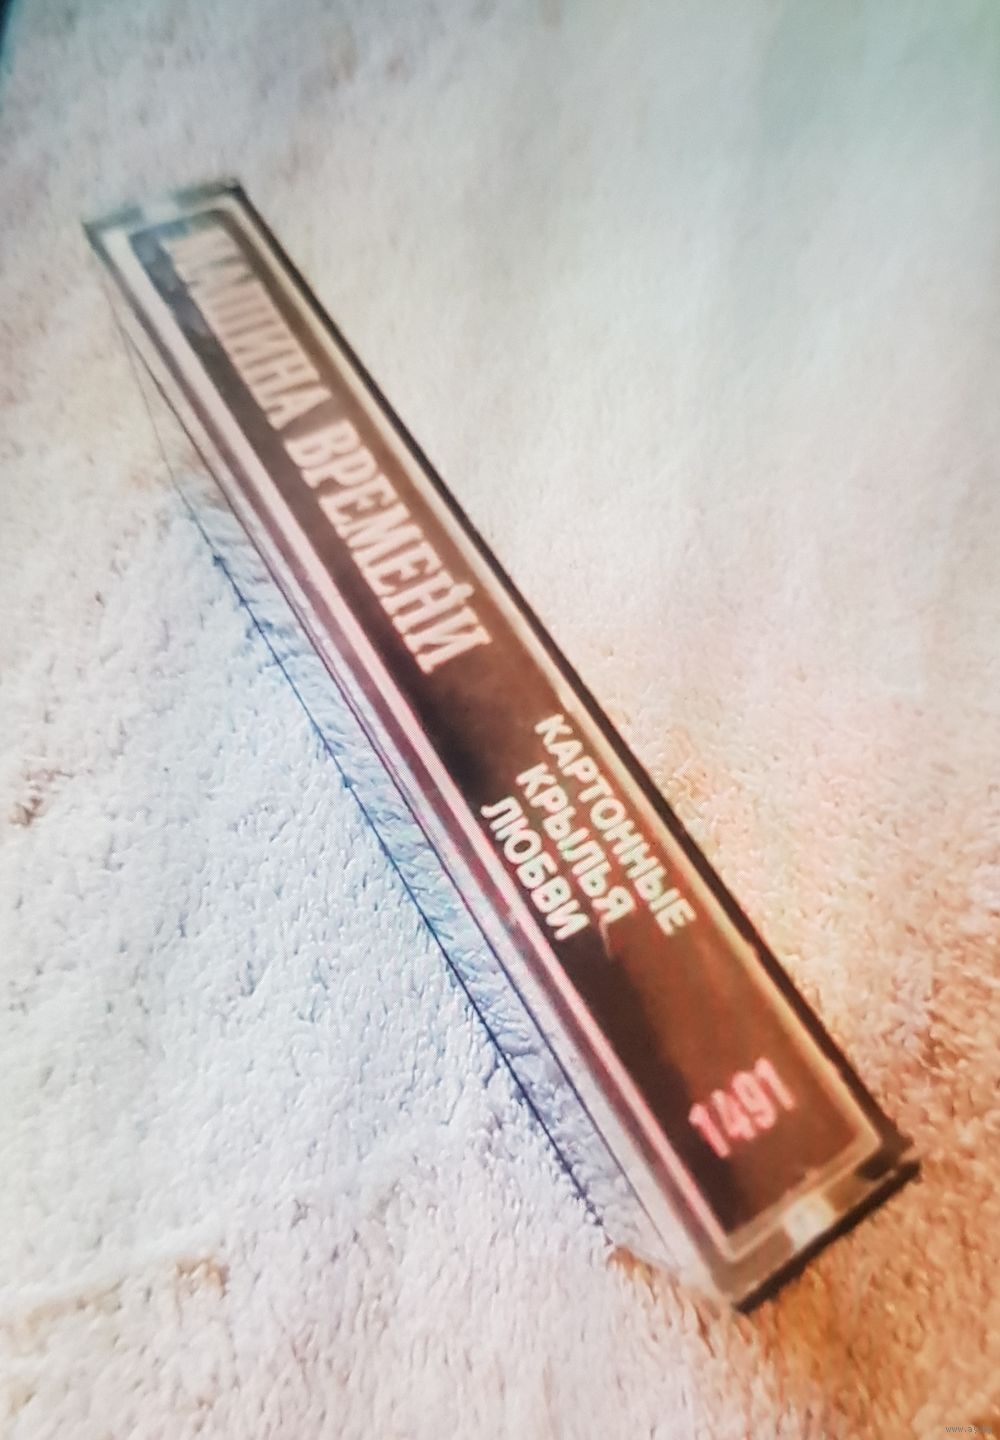 МАШИНА ВРЕМЕНИ
КАРТОННЫЕ
КРЫЛЬЯ
ЛЮБВИ
1491